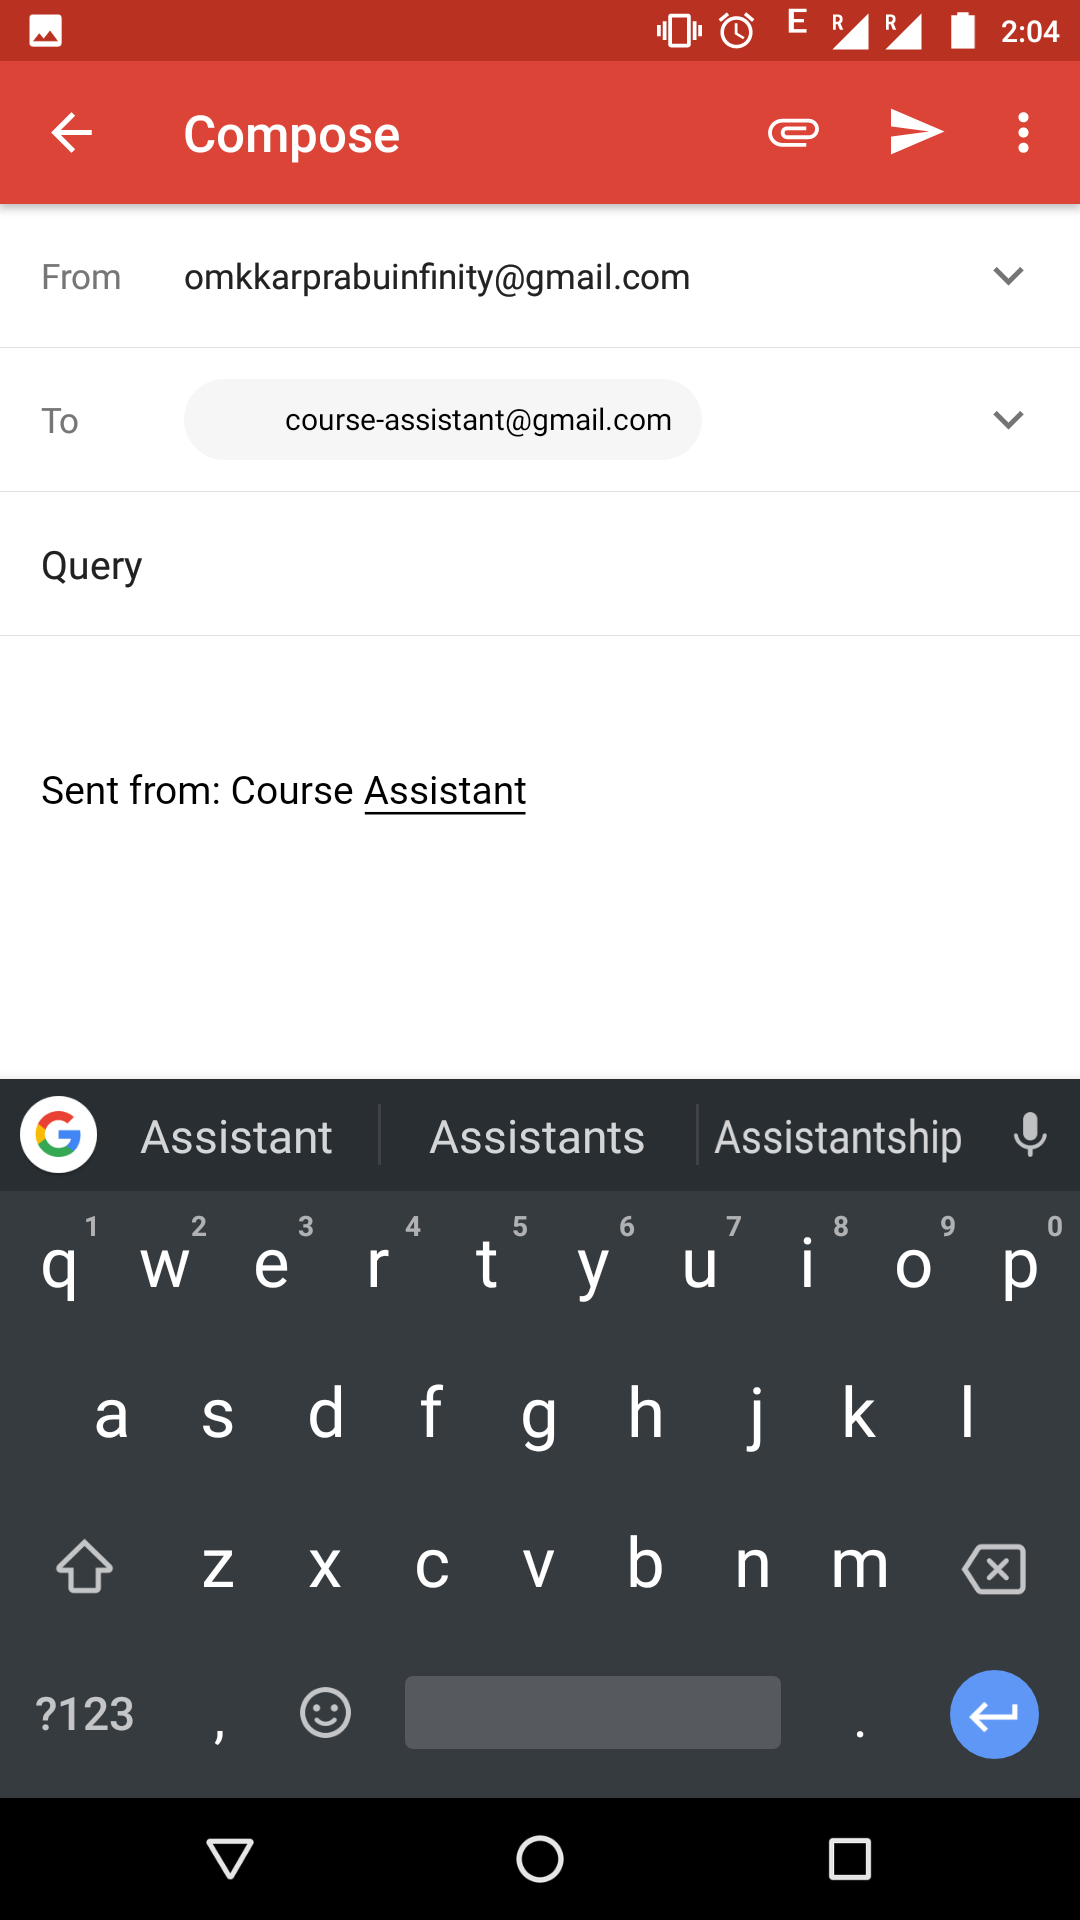 E R R 2:04
Compose
From omkkarprabuinfinity@gmail.com
To course-assistant@gmail.com
Query
Sent from: Course Assistant
G Assistant Assistants Assistantship
1 2 3 4 5 6 7 8 9 0
q w e r t y u i o p
a s d f g h j k l
z x c v b n m
?123 , .